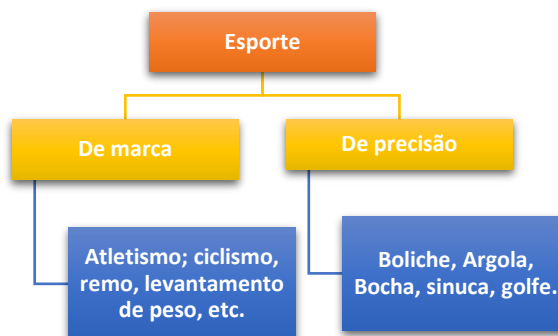 Esporte
De marca
De precisão
Atletismo; ciclismo,
remo, levantamento
de peso, etc.
Boliche, Argola,
Bocha, sinuca, golfe.